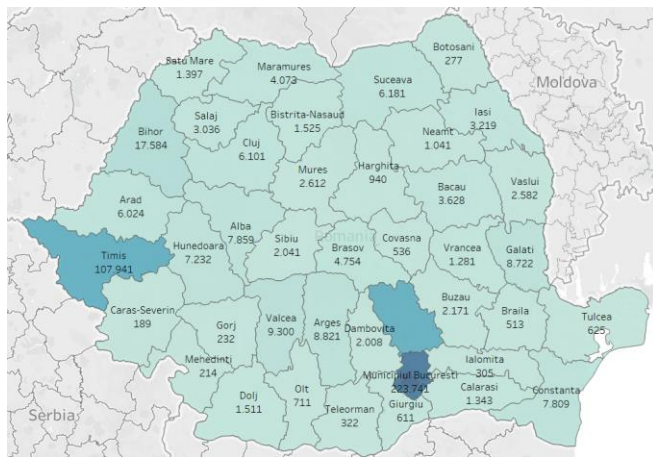 Botosani
277
Satu Mare
1.397
Maramures
4.073
Suceava
6.181
Moldova
Salaj
3.036
Bistrita-Nasaud
1.525
Iasi
3.219
Bihor
17.584
Cluj
6.101
Neamt
1.041
Mures
2.612
Harghita
940
Bacau
3.628
Vaslui
2.582
Arad
6.024
Alba
7.859
Sibiu
2.041
Romania
Brasov
4.754
Covasna
536
Vrancea
1.281
Galati
8.722
Timis
107.941
Hunedoara
7.232
Caras-Severin
189
Gorj
232
Valcea
9.300
Arges
8.821
Dambovita
2.008
Buzau
2.171
Braila
513
Tulcea
625
Mehedinti
214
Municipiul Bucuresti
223.741
Ialomita
305
Calarasi
1.343
Constanta
7.809
Serbia
Dolj
1.511
Olt
711
Teleorman
322
Giurgiu
611